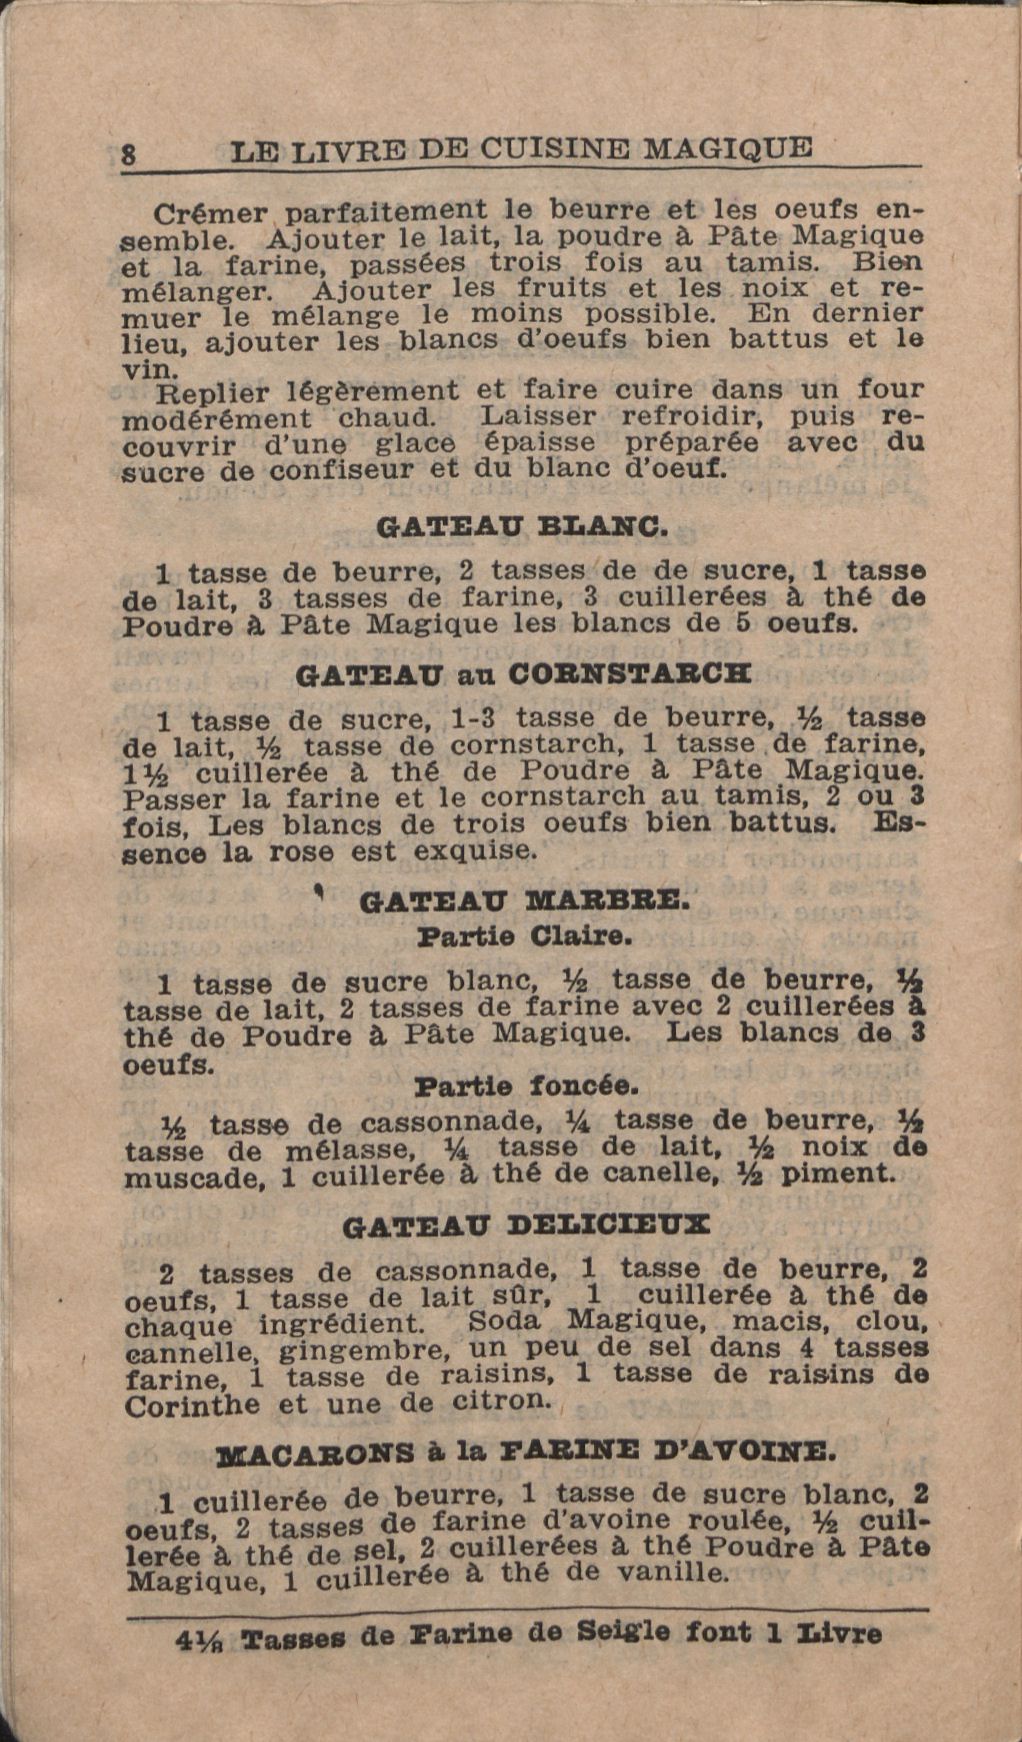 8 LE LIVRE DE CUISINE MAGIQUE
Crémer parfaitement le beurre et les oeufs en-
semble. Ajouter le lait, la poudre à Pâte Magique
et la farine, passées trois fois au tamis. Bien
mélanger. Ajouter les fruits et les noix et re-
muer le mélange le moins possible. En dernier
lieu, ajouter les blancs d'oeufs bien battus et le
vin.
Replier légèrement et faire cuire dans un four
modérément chaud. Laisser refroidir, puis re-
couvrir d'une glace épaisse préparée avec du
sucre de confiseur et du blanc d'oeuf.
GATEAU BLANC.
1 tasse de beurre, 2 tasses de de sucre, 1 tasse
de lait, 3 tasses de farine, 3 cuillerées à thé de
Poudre à Pâte Magique les blancs de 5 oeufs.
GATEAU au CORNSTARCH
1 tasse de sucre, 1-3 tasse de beurre, ½ tasse
de lait, ½ tasse de cornstarch, 1 tasse de farine,
1½ cuillerée à thé de Poudre à Pâte Magique.
Passer la farine et le cornstarch au tamis, 2 ou 3
fois, Les blancs de trois oeufs bien battus. Es-
sence la rose est exquise.
GATEAU MARBRE.
Partie Claire.
1 tasse de sucre blanc, ½ tasse de beurre, ½
tasse de lait, 2 tasses de farine avec 2 cuillerées à
thé de Poudre à Pâte Magique. Les blancs de 3
oeufs.
Partie foncée.
½ tasse de cassonnade, ¼ tasse de beurre, ½
tasse de mélasse, ¼ tasse de lait, ½ noix de
muscade, 1 cuillerée à thé de canelle, ½ piment.
GATEAU DELICIEUX
2 tasses de cassonnade, 1 tasse de beurre, 2
oeufs, 1 tasse de lait sûr, 1 cuillerée à thé de
chaque ingrédient. Soda Magique, macis, clou,
cannelle, gingembre, un peu de sel dans 4 tasses
farine, 1 tasse de raisins, 1 tasse de raisins de
Corinthe et une de citron.
MACARONS à la FARINE D'AVOINE.
1 cuillerée de beurre, 1 tasse de sucre blanc, 2
oeufs, 2 tasses de farine d'avoine roulée, ½ cuil-
lerée à thé de sel, 2 cuillerées à thé Poudre à Pâte
Magique, 1 cuillerée à thé de vanille.
4⅛ Tasses de Farine de Seigle font 1 Livre